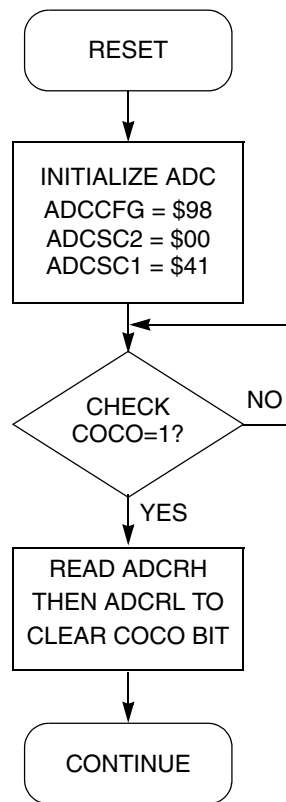 RESET
INITIALIZE ADC
ADCCFG = $98
ADCSC2 = $00
ADCSC1 = $41
CHECK
COCO=1?
NO
YES
READ ADCRH
THEN ADCRL TO
CLEAR COCO BIT
CONTINUE